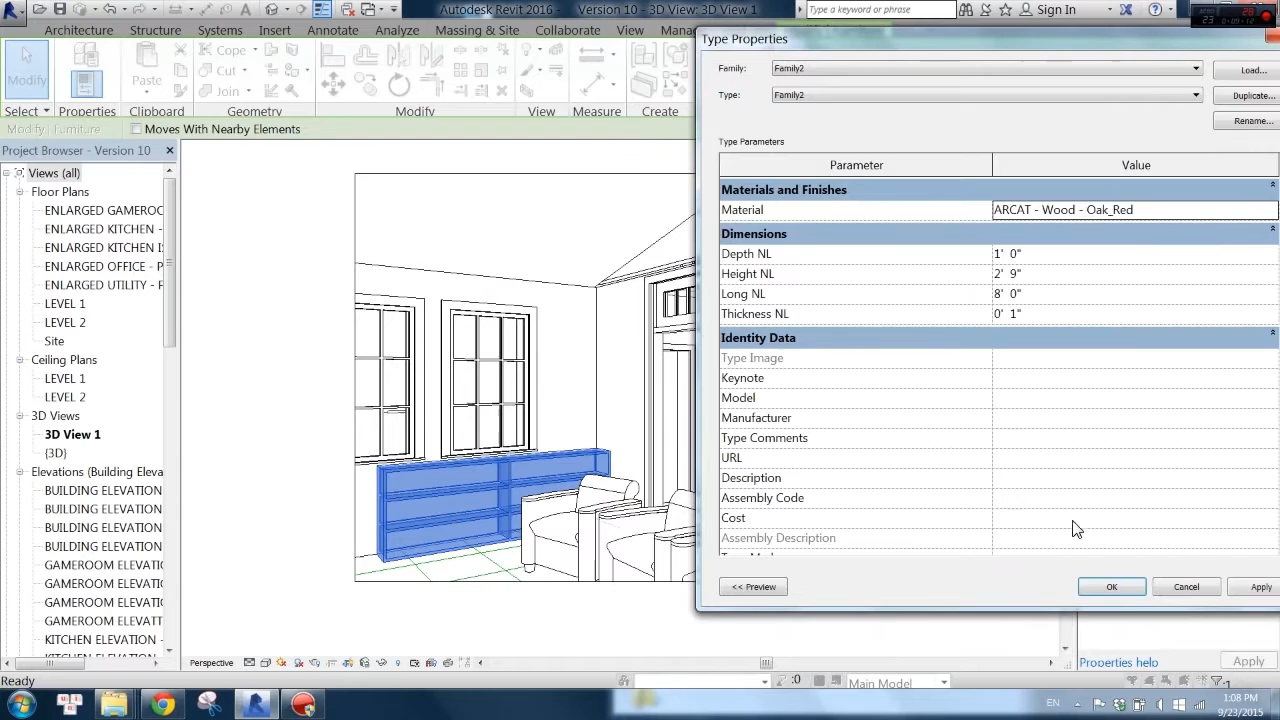 Autodesk Revit 2016 - Version 10 - 3D View: 3D View 1
Type a keyword or phrase
Sign In
28
23
Architecture Structure Systems Insert Annotate Analyze Massing & Site Collaborate View
Modify
Paste
Cope
Cut
Join
Select Properties Clipboard Geometry Modify View Measure Create
Modify | Furniture
Moves With Nearby Elements
Project Browser - Version 10
Views (all)
Floor Plans
ENLARGED GAMEROC
ENLARGED KITCHEN -
ENLARGED KITCHEN I
ENLARGED OFFICE - P
ENLARGED UTILITY - F
LEVEL 1
LEVEL 2
Site
Ceiling Plans
LEVEL 1
LEVEL 2
3D Views
3D View 1
{3D}
Elevations (Building Eleva
BUILDING ELEVATION
BUILDING ELEVATION
BUILDING ELEVATION
BUILDING ELEVATION
GAMEROOM ELEVATI
GAMEROOM ELEVATI
GAMEROOM ELEVATI
GAMEROOM ELEVATT
KITCHEN ELEVATION -
Type Properties
Family: Family2 Load...
Type: Family2 Duplicate...
Rename...
Type Parameters
Parameter Value
Materials and Finishes
Material ARCAT - Wood - Oak_Red
Dimensions
Depth NL 1' 0"
Height NL 2' 9"
Long NL 8' 0"
Thickness NL 0' 1"
Identity Data
Type Image
Keynote
Model
Manufacturer
Type Comments
URL
Description
Assembly Code
Cost
Assembly Description
<< Preview OK Cancel Apply
Perspective
Properties help Apply
Ready
:0
Main Model
EN
1:08 PM
9/23/2015